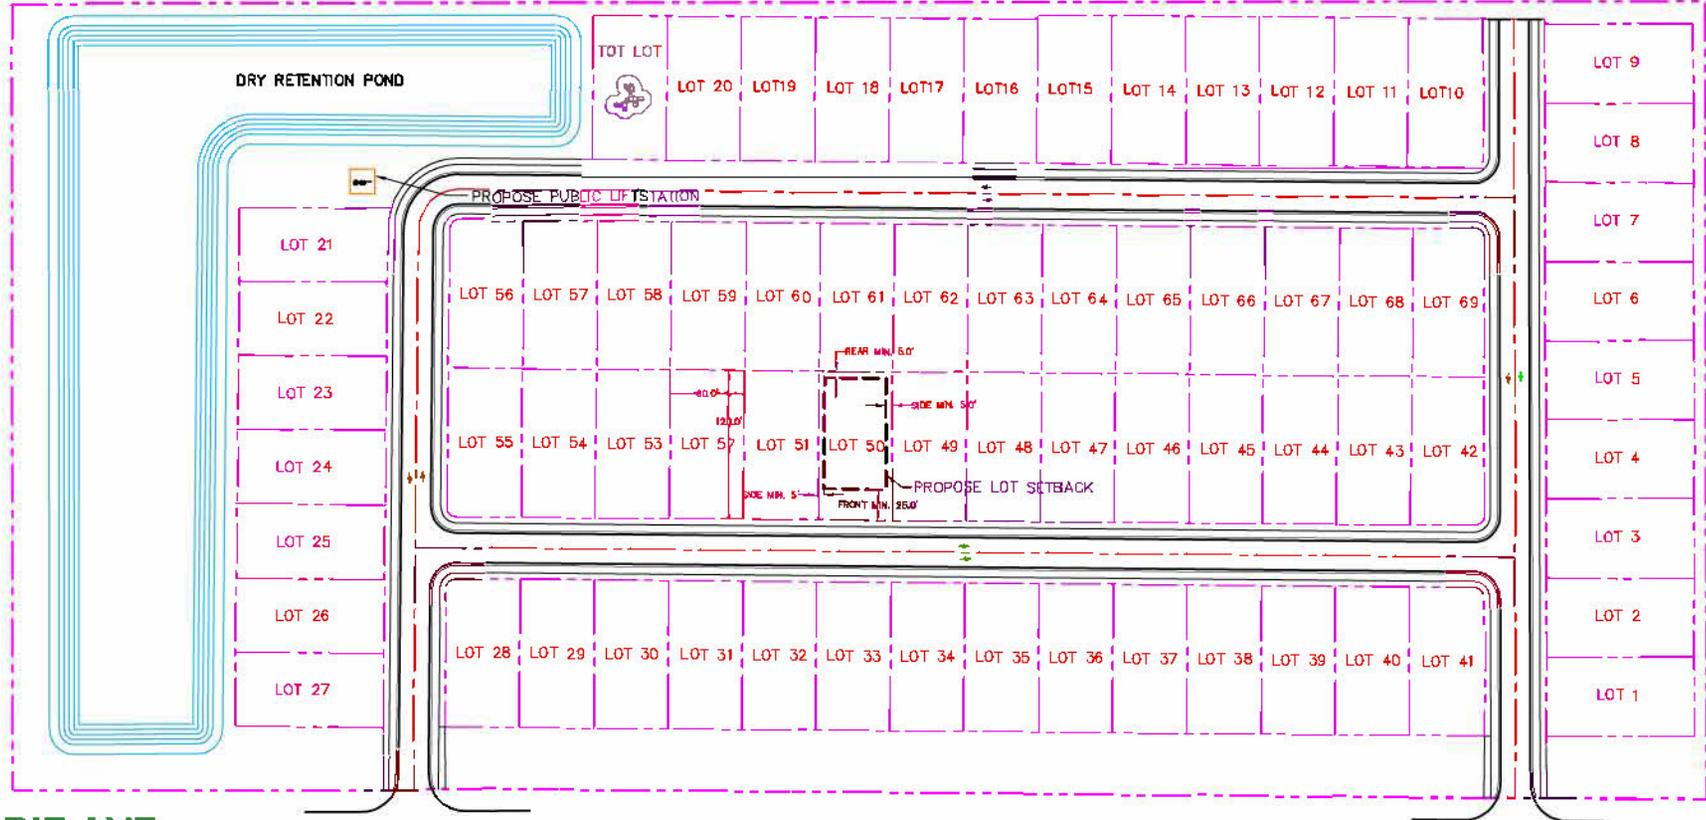 DRY RETENTION POND
TOT LOT
LOT 20
LOT19
LOT 18
LOT17
LOT16
LOT15
LOT 14
LOT 13
LOT 12
LOT 11
LOT10
LOT 9
LOT 8
LOT 7
LOT 6
LOT 5
LOT 4
LOT 3
LOT 2
LOT 1
PROPOSE PUBLIC LIFTSTATION
LOT 21
LOT 22
LOT 23
LOT 24
LOT 25
LOT 26
LOT 27
LOT 56
LOT 57
LOT 58
LOT 59
LOT 60
LOT 61
LOT 62
LOT 63
LOT 64
LOT 65
LOT 66
LOT 67
LOT 68
LOT 69
REAR MIN. 5.0'
60.0'
120.0'
SIDE MIN. 5.0'
LOT 55
LOT 54
LOT 53
LOT 52
LOT 51
LOT 50
LOT 49
LOT 48
LOT 47
LOT 46
LOT 45
LOT 44
LOT 43
LOT 42
PROPOSE LOT SETBACK
SIDE MIN. 5'
FRONT MIN. 25.0'
LOT 28
LOT 29
LOT 30
LOT 31
LOT 32
LOT 33
LOT 34
LOT 35
LOT 36
LOT 37
LOT 38
LOT 39
LOT 40
LOT 41